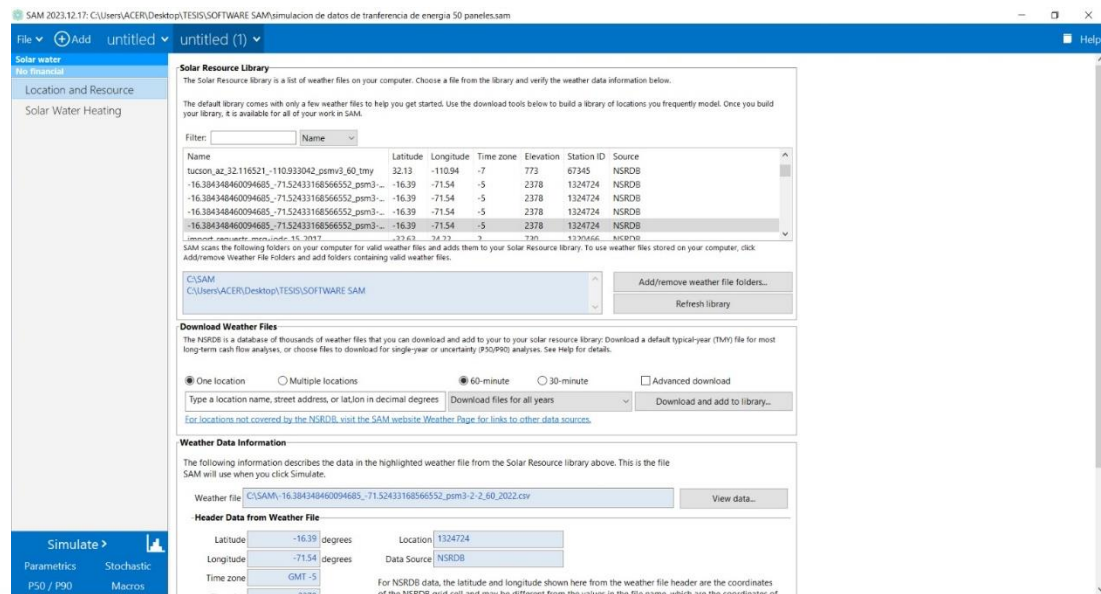 SAM 2023.12.17: C:\Users\ACER\Desktop\TESIS\SOFTWARE SAM\simulacion de datos de tranferencia de energia 50 paneles.sam
File Add untitled untitled (1) Help
Solar water
No financial
Location and Resource
Solar Water Heating
Solar Resource Library
The Solar Resource library is a list of weather files on your computer. Choose a file from the library and verify the weather data information below.
The default library comes with only a few weather files to help you get started. Use the download tools below to build a library of locations you frequently model. Once you build
your library, it is available for all of your work in SAM.
Filter: Name
Name Latitude Longitude Time zone Elevation Station ID Source
tucson_az_32.116521_-110.933042_psmv3_60_tmy 32.13 -110.94 -7 773 67345 NSRDB
-16.384348460094685_-71.52433168566552_psm3-... -16.39 -71.54 -5 2378 1324724 NSRDB
-16.384348460094685_-71.52433168566552_psm3-... -16.39 -71.54 -5 2378 1324724 NSRDB
-16.384348460094685_-71.52433168566552_psm3-... -16.39 -71.54 -5 2378 1324724 NSRDB
-16.384348460094685_-71.52433168566552_psm3-... -16.39 -71.54 -5 2378 1324724 NSRDB
SAM scans the following folders on your computer for valid weather files and adds them to your Solar Resource library. To use weather files stored on your computer, click
Add/remove Weather File Folders and add folders containing valid weather files.
C:\SAM
C:\Users\ACER\Desktop\TESIS\SOFTWARE SAM
Add/remove weather file folders...
Refresh library
Download Weather Files
The NSRDB is a database of thousands of weather files that you can download and add to your to your solar resource library: Download a default typical-year (TMY) file for most
long-term cash flow analyses, or choose files to download for single-year or uncertainty (P50/P90) analyses. See Help for details.
One location Multiple locations 60-minute 30-minute Advanced download
Type a location name, street address, or lat,lon in decimal degrees Download files for all years Download and add to library...
For locations not covered by the NSRDB, visit the SAM website Weather Page for links to other data sources.
Weather Data Information
The following information describes the data in the highlighted weather file from the Solar Resource library above. This is the file
SAM will use when you click Simulate.
Weather file C:\SAM\-16.384348460094685_-71.52433168566552_psm3-2-2_60_2022.csv View data...
Header Data from Weather File
Latitude -16.39 degrees Location 1324724
Longitude -71.54 degrees Data Source NSRDB
Time zone GMT -5
For NSRDB data, the latitude and longitude shown here from the weather file header are the coordinates
Simulate >
Parametrics Stochastic
P50 / P90 Macros